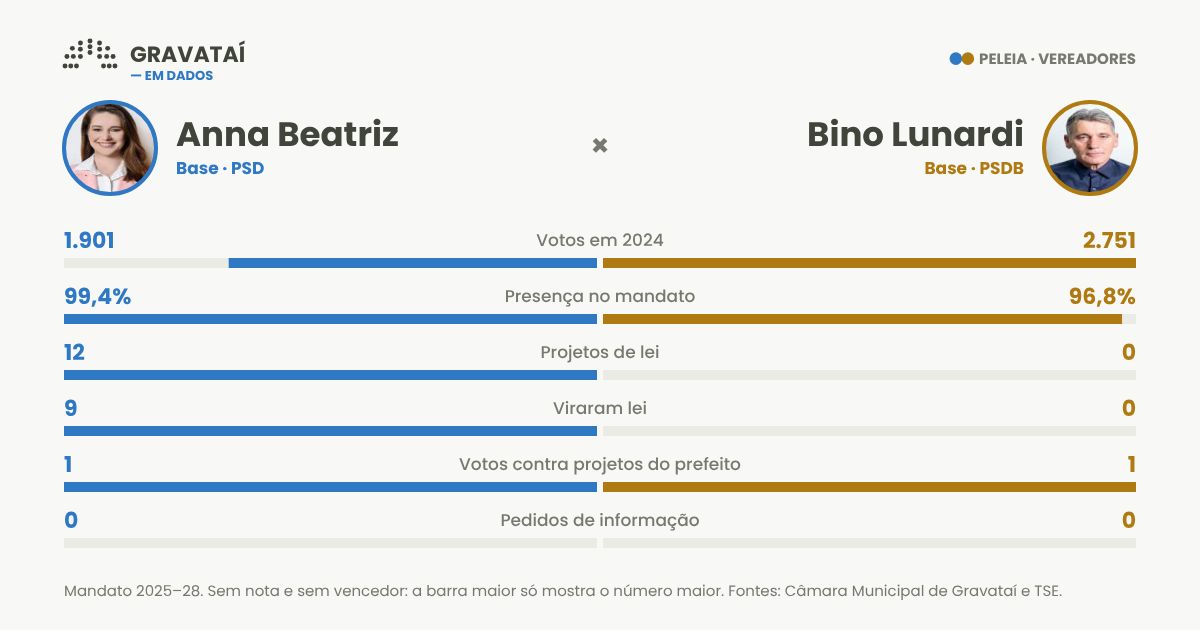 GRAVATAÍ
— EM DADOS
PELEIA · VEREADORES
Anna Beatriz
Base · PSD
×
Bino Lunardi
Base · PSDB
1.901 Votos em 2024 2.751
99,4% Presença no mandato 96,8%
12 Projetos de lei 0
9 Viraram lei 0
1 Votos contra projetos do prefeito 1
0 Pedidos de informação 0
Mandato 2025–28. Sem nota e sem vencedor: a barra maior só mostra o número maior. Fontes: Câmara Municipal de Gravataí e TSE.